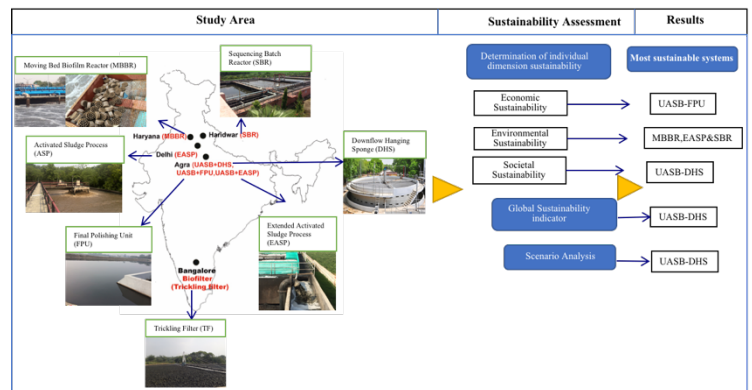 Study Area
Sustainability Assessment
Results
Moving Bed Biofilm Reactor (MBBR)
Sequencing Batch
Reactor (SBR)
Activated Sludge Process
(ASP)
Haryana (MBBR)
Haridwar (SBR)
Delhi (EASP)
Agra (UASB+DHS,
UASB+FPU,UASB+EASP)
Downflow Hanging
Sponge (DHS)
Final Polishing Unit
(FPU)
Extended Activated
Sludge Process
(EASP)
Bangalore
Biofilter
(Trickling filter)
Trickling Filter (TF)
Determination of individual
dimension sustainability
Most sustainable systems
Economic
Sustainability
UASB-FPU
Environmental
Sustainability
MBBR,EASP&SBR
Societal
Sustainability
UASB-DHS
Global Sustainability
indicator
UASB-DHS
Scenario Analysis
UASB-DHS